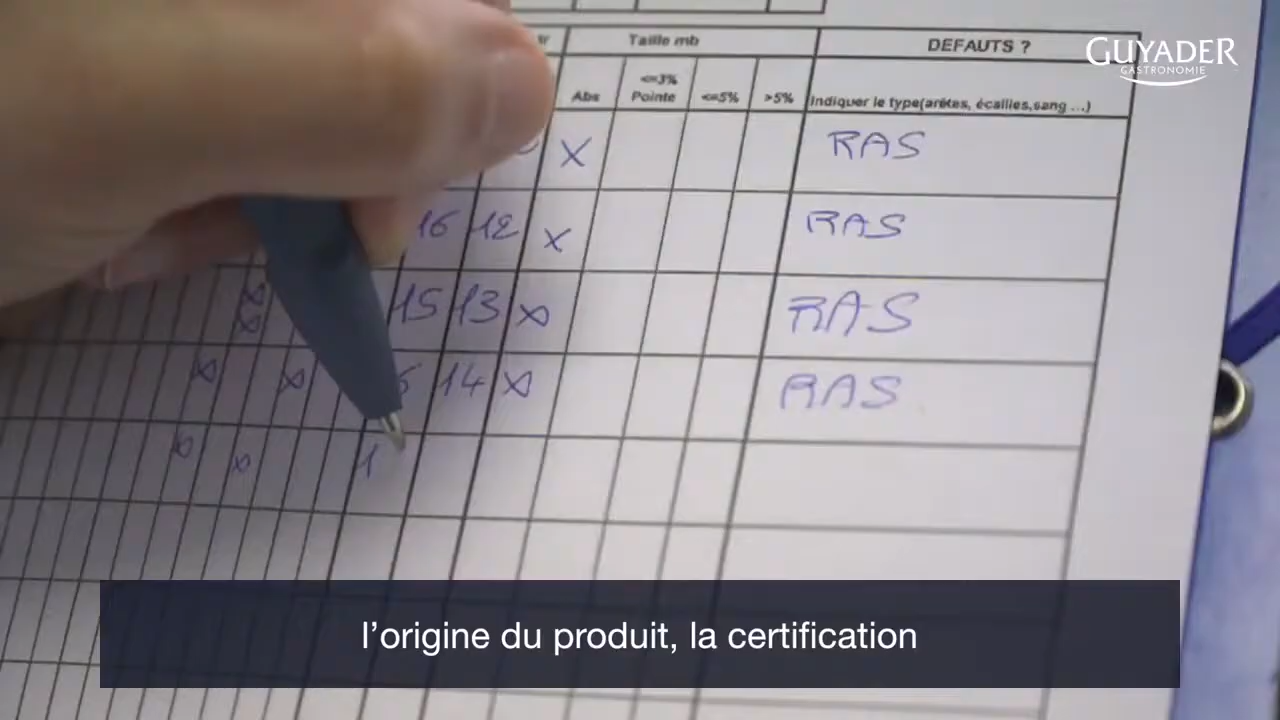 GUYADER
GASTRONOMIE
Taille mb
DEFAUTS ?
Abs
<=3%
Pointe
<=5%
>5%
Indiquer le type(arêtes, écailles,sang ...)
X
RAS
16 12 X
RAS
15 13 X
RAS
14 X
RAS
1
l’origine du produit, la certification